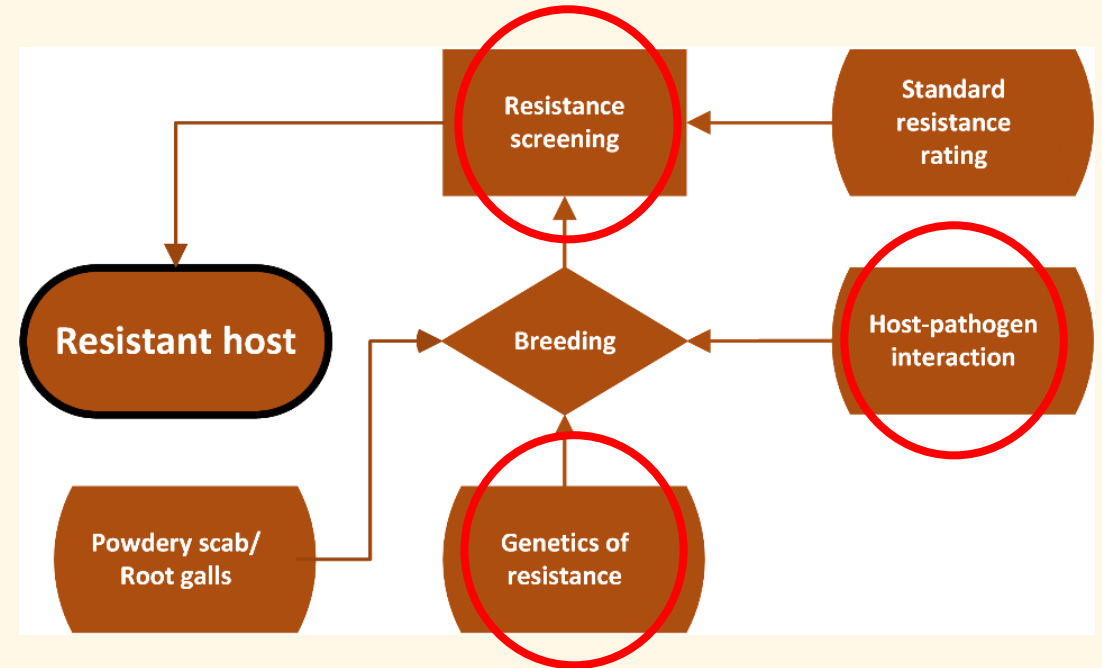 Resistance
screening
Standard
resistance
rating
Resistant host
Breeding
Host-pathogen
interaction
Powdery scab/
Root galls
Genetics of
resistance